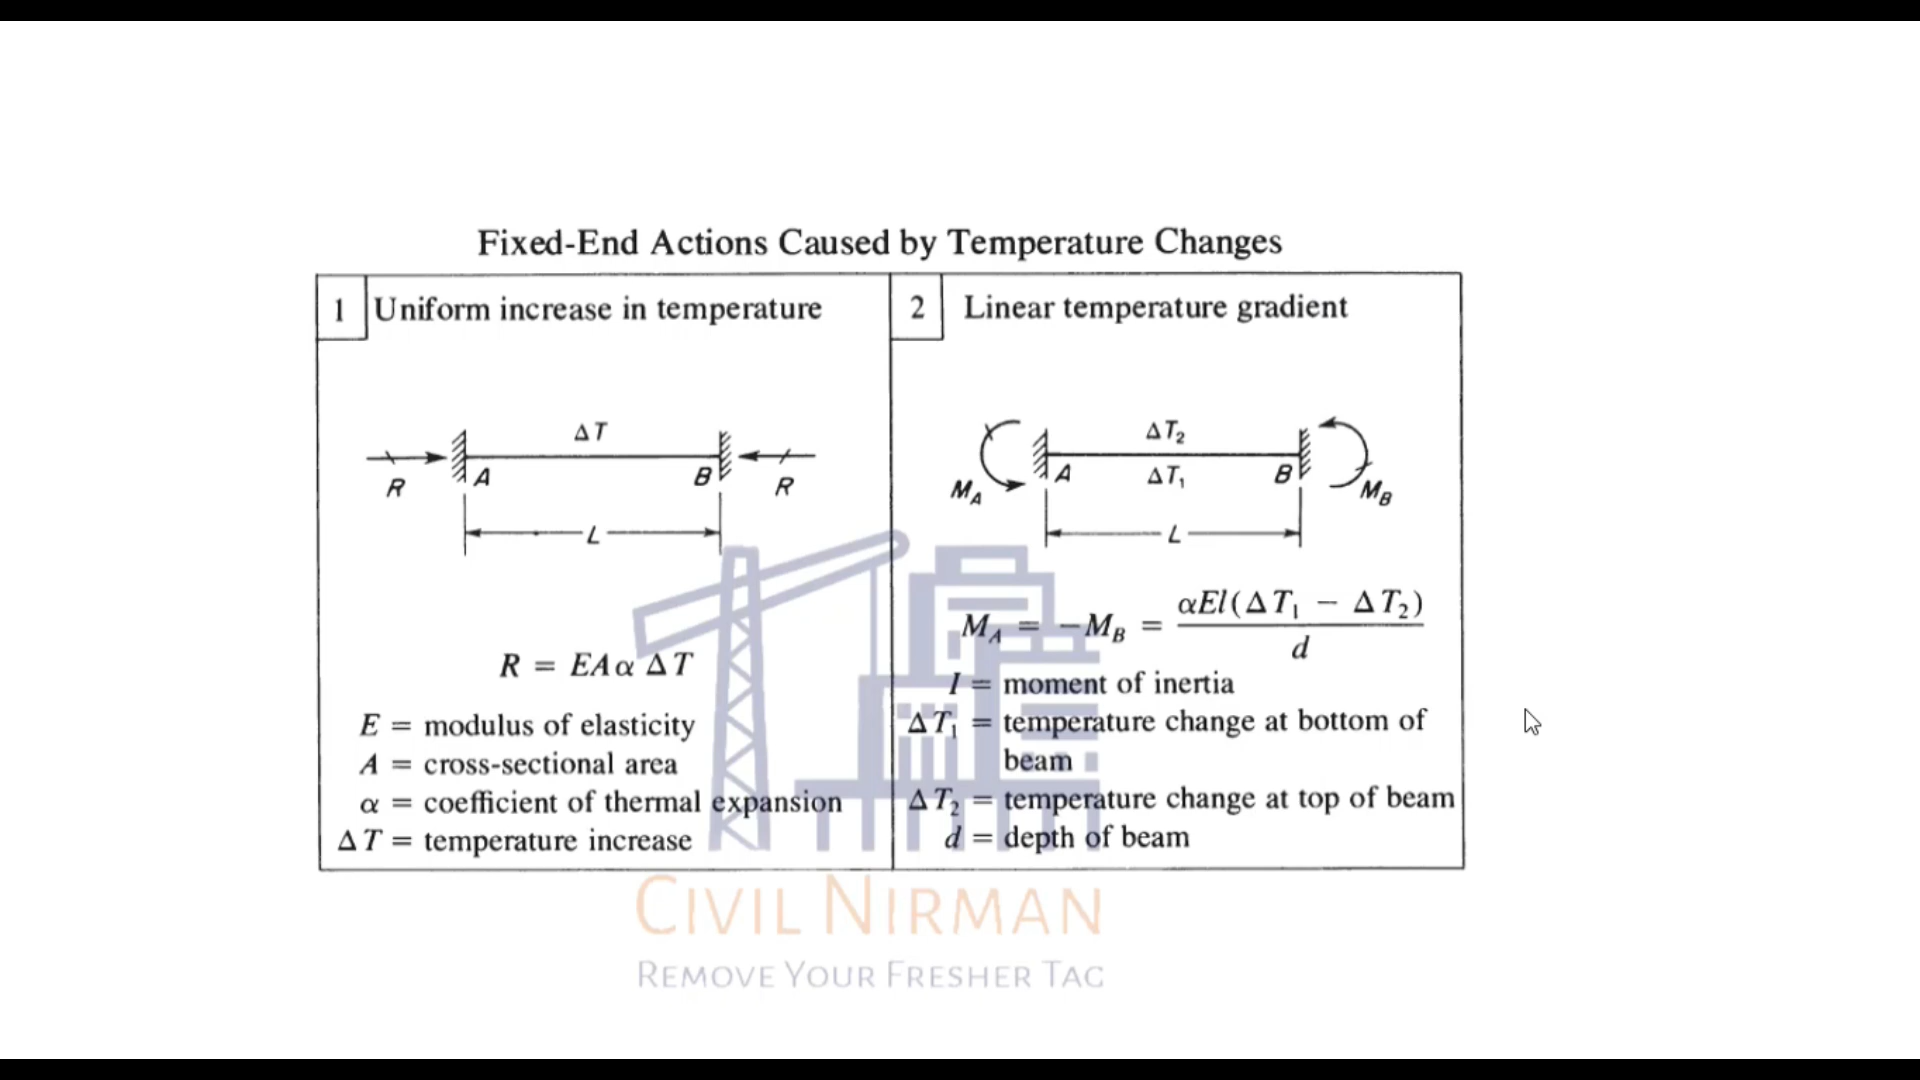 Fixed-End Actions Caused by Temperature Changes
1 Uniform increase in temperature
ΔT
R
A
B
R
L
R = EAα ΔT
E = modulus of elasticity
A = cross-sectional area
α = coefficient of thermal expansion
ΔT = temperature increase
2 Linear temperature gradient
ΔT₂
M_A
A
ΔT₁
B
M_B
L
M_A = −M_B = αEI(ΔT₁ − ΔT₂) / d
I = moment of inertia
ΔT₁ = temperature change at bottom of
beam
ΔT₂ = temperature change at top of beam
d = depth of beam
CIVIL NIRMAN
REMOVE YOUR FRESHER TAG